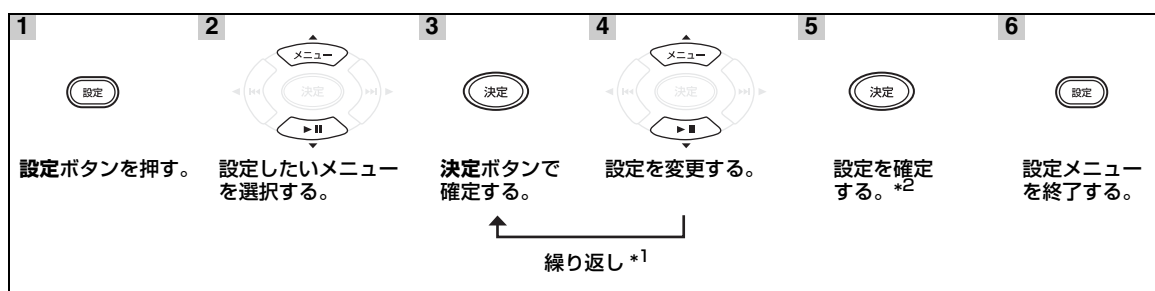 1 2 3 4 5 6
メニュー メニュー
設定 決定 決定 決定 決定 設定
設定ボタンを押す。 設定したいメニュー 決定ボタンで 設定を変更する。 設定を確定 設定メニュー
を選択する。 確定する。 する。*2 を終了する。
繰り返し *1